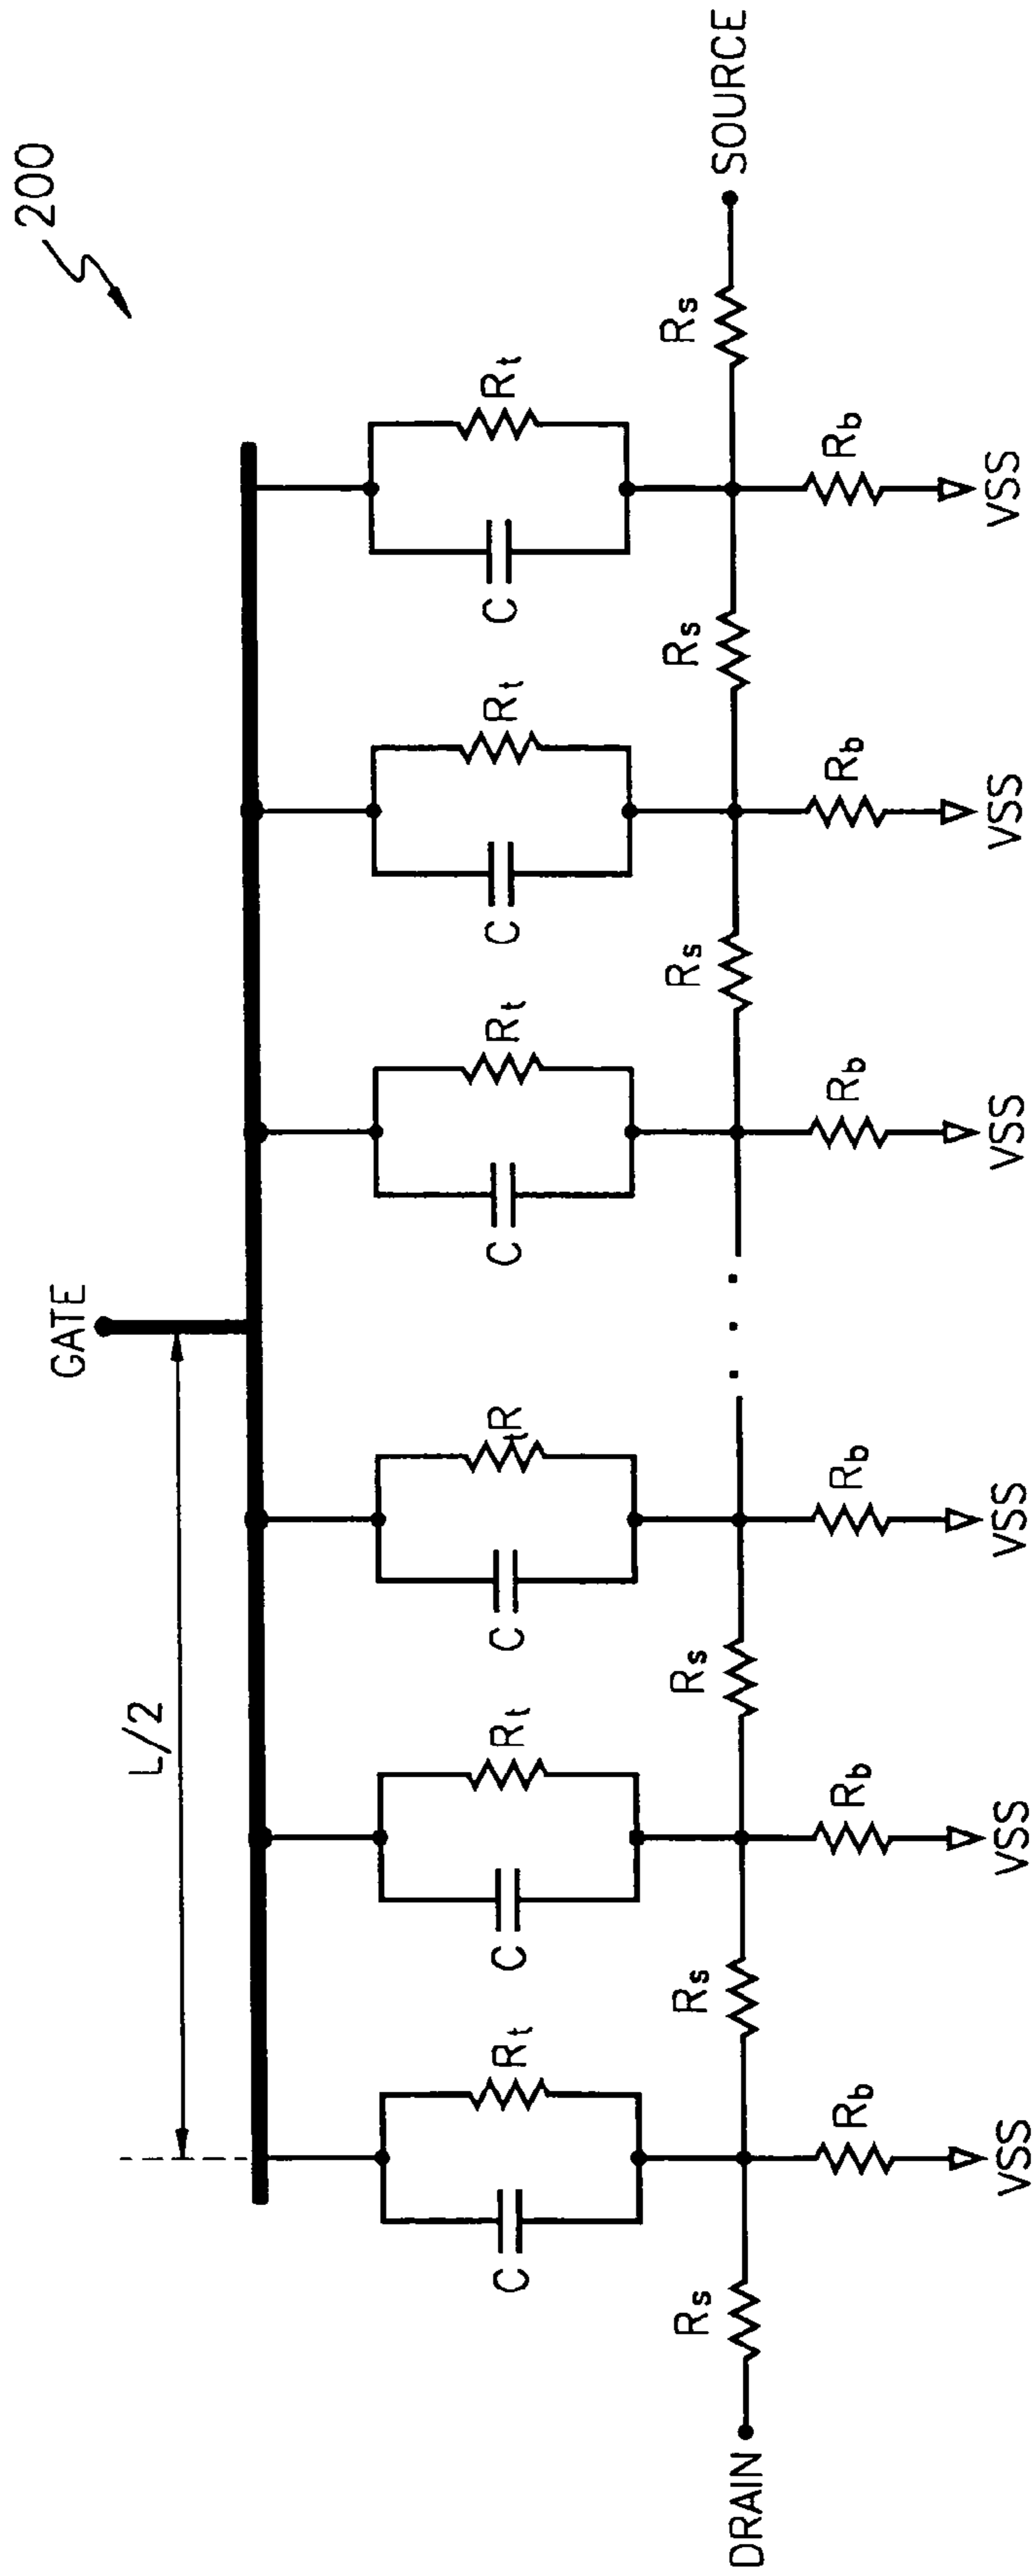 200
GATE
L/2
C Rt C Rt C tR C Rt C Rt C Rt
DRAIN Rs Rs Rs Rs Rs Rs SOURCE
Rb Rb Rb Rb Rb Rb
VSS VSS VSS VSS VSS VSS